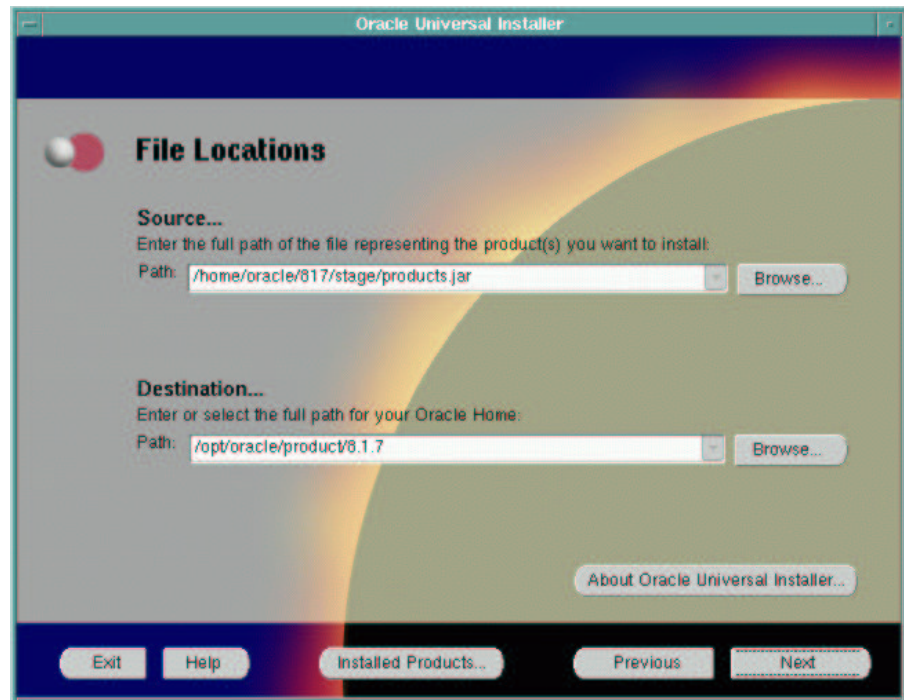 Oracle Universal Installer
File Locations
Source...
Enter the full path of the file representing the product(s) you want to install:
Path: /home/oracle/817/stage/products.jar Browse...
Destination...
Enter or select the full path for your Oracle Home:
Path: /opt/oracle/product/8.1.7 Browse...
About Oracle Universal Installer...
Exit Help Installed Products... Previous Next